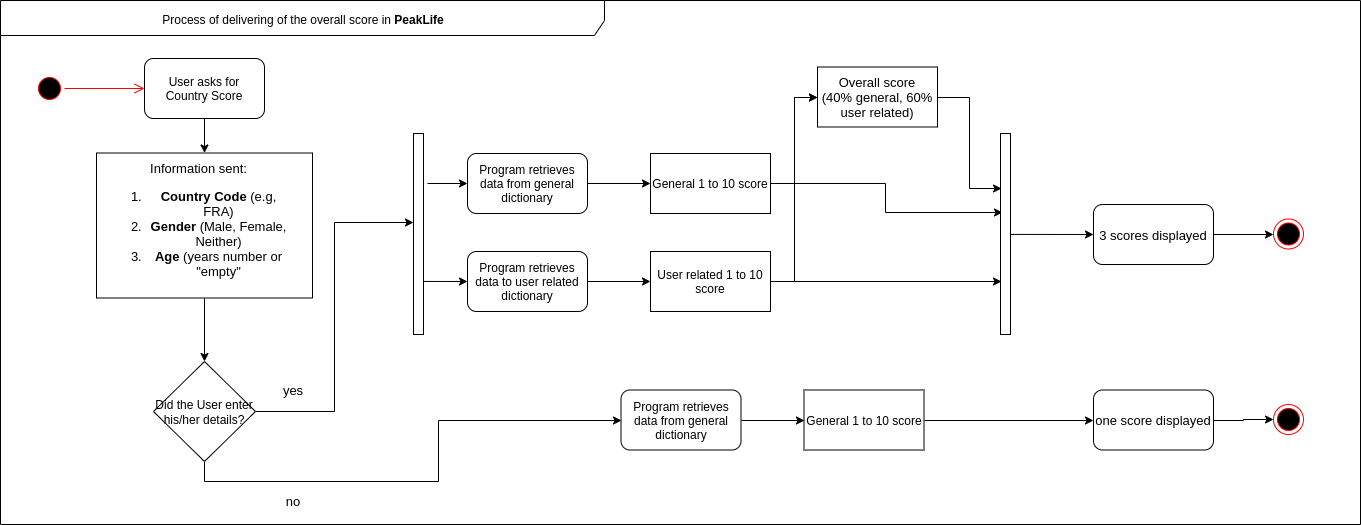 Process of delivering of the overall score in PeakLife
User asks for
Country Score
Information sent:
1. Country Code (e.g,
FRA)
2. Gender (Male, Female,
Neither)
3. Age (years number or
"empty"
Did the User enter
his/her details?
yes
no
Program retrieves
data from general
dictionary
General 1 to 10 score
Program retrieves
data to user related
dictionary
User related 1 to 10
score
Overall score
(40% general, 60%
user related)
3 scores displayed
Program retrieves
data from general
dictionary
General 1 to 10 score
one score displayed